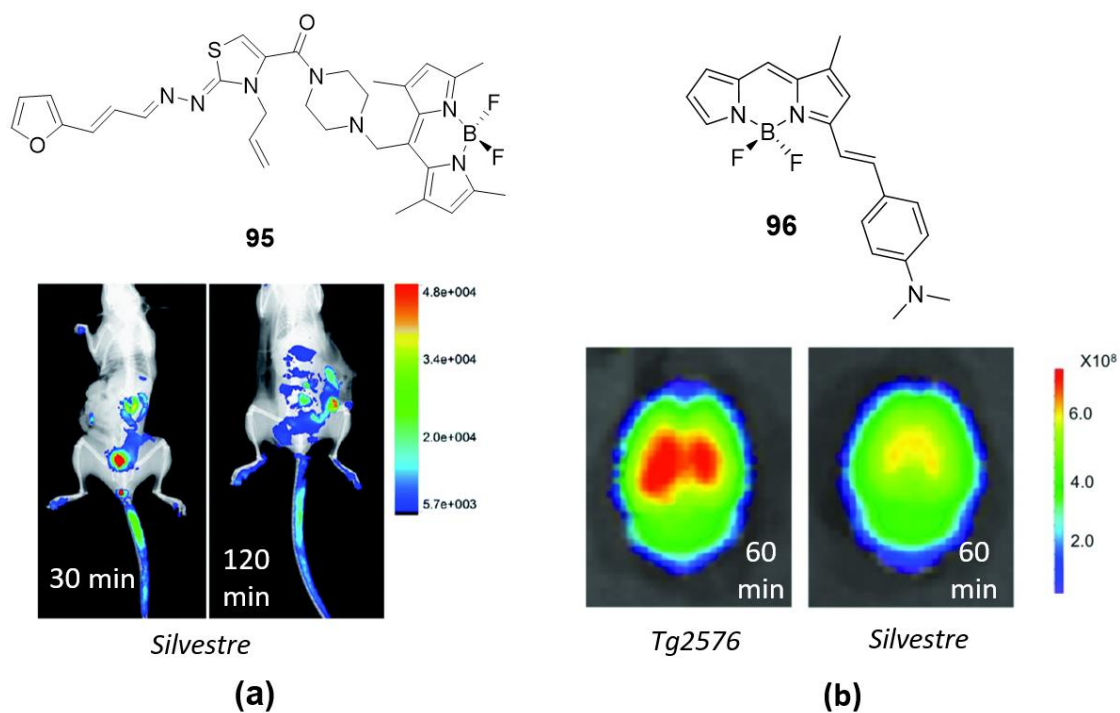 S
O
N
N
N
N
N
O
N
N
B
F
F
95
N
N
B
F
F
N
96
4.8e+004
3.4e+004
2.0e+004
5.7e+003
30 min
120
min
Silvestre
(a)
X10⁸
6.0
4.0
2.0
60
min
60
min
Tg2576
Silvestre
(b)